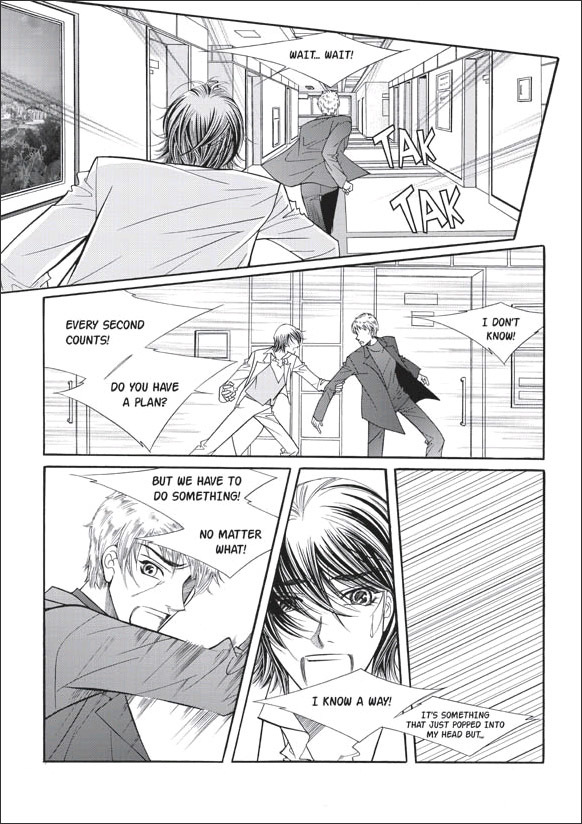 WAIT... WAIT!
TAK
TAK
EVERY SECOND
COUNTS!
DO YOU HAVE
A PLAN?
I DON'T
KNOW!
BUT WE HAVE TO
DO SOMETHING!
NO MATTER
WHAT!
I KNOW A WAY!
IT'S SOMETHING
THAT JUST POPPED INTO
MY HEAD BUT...